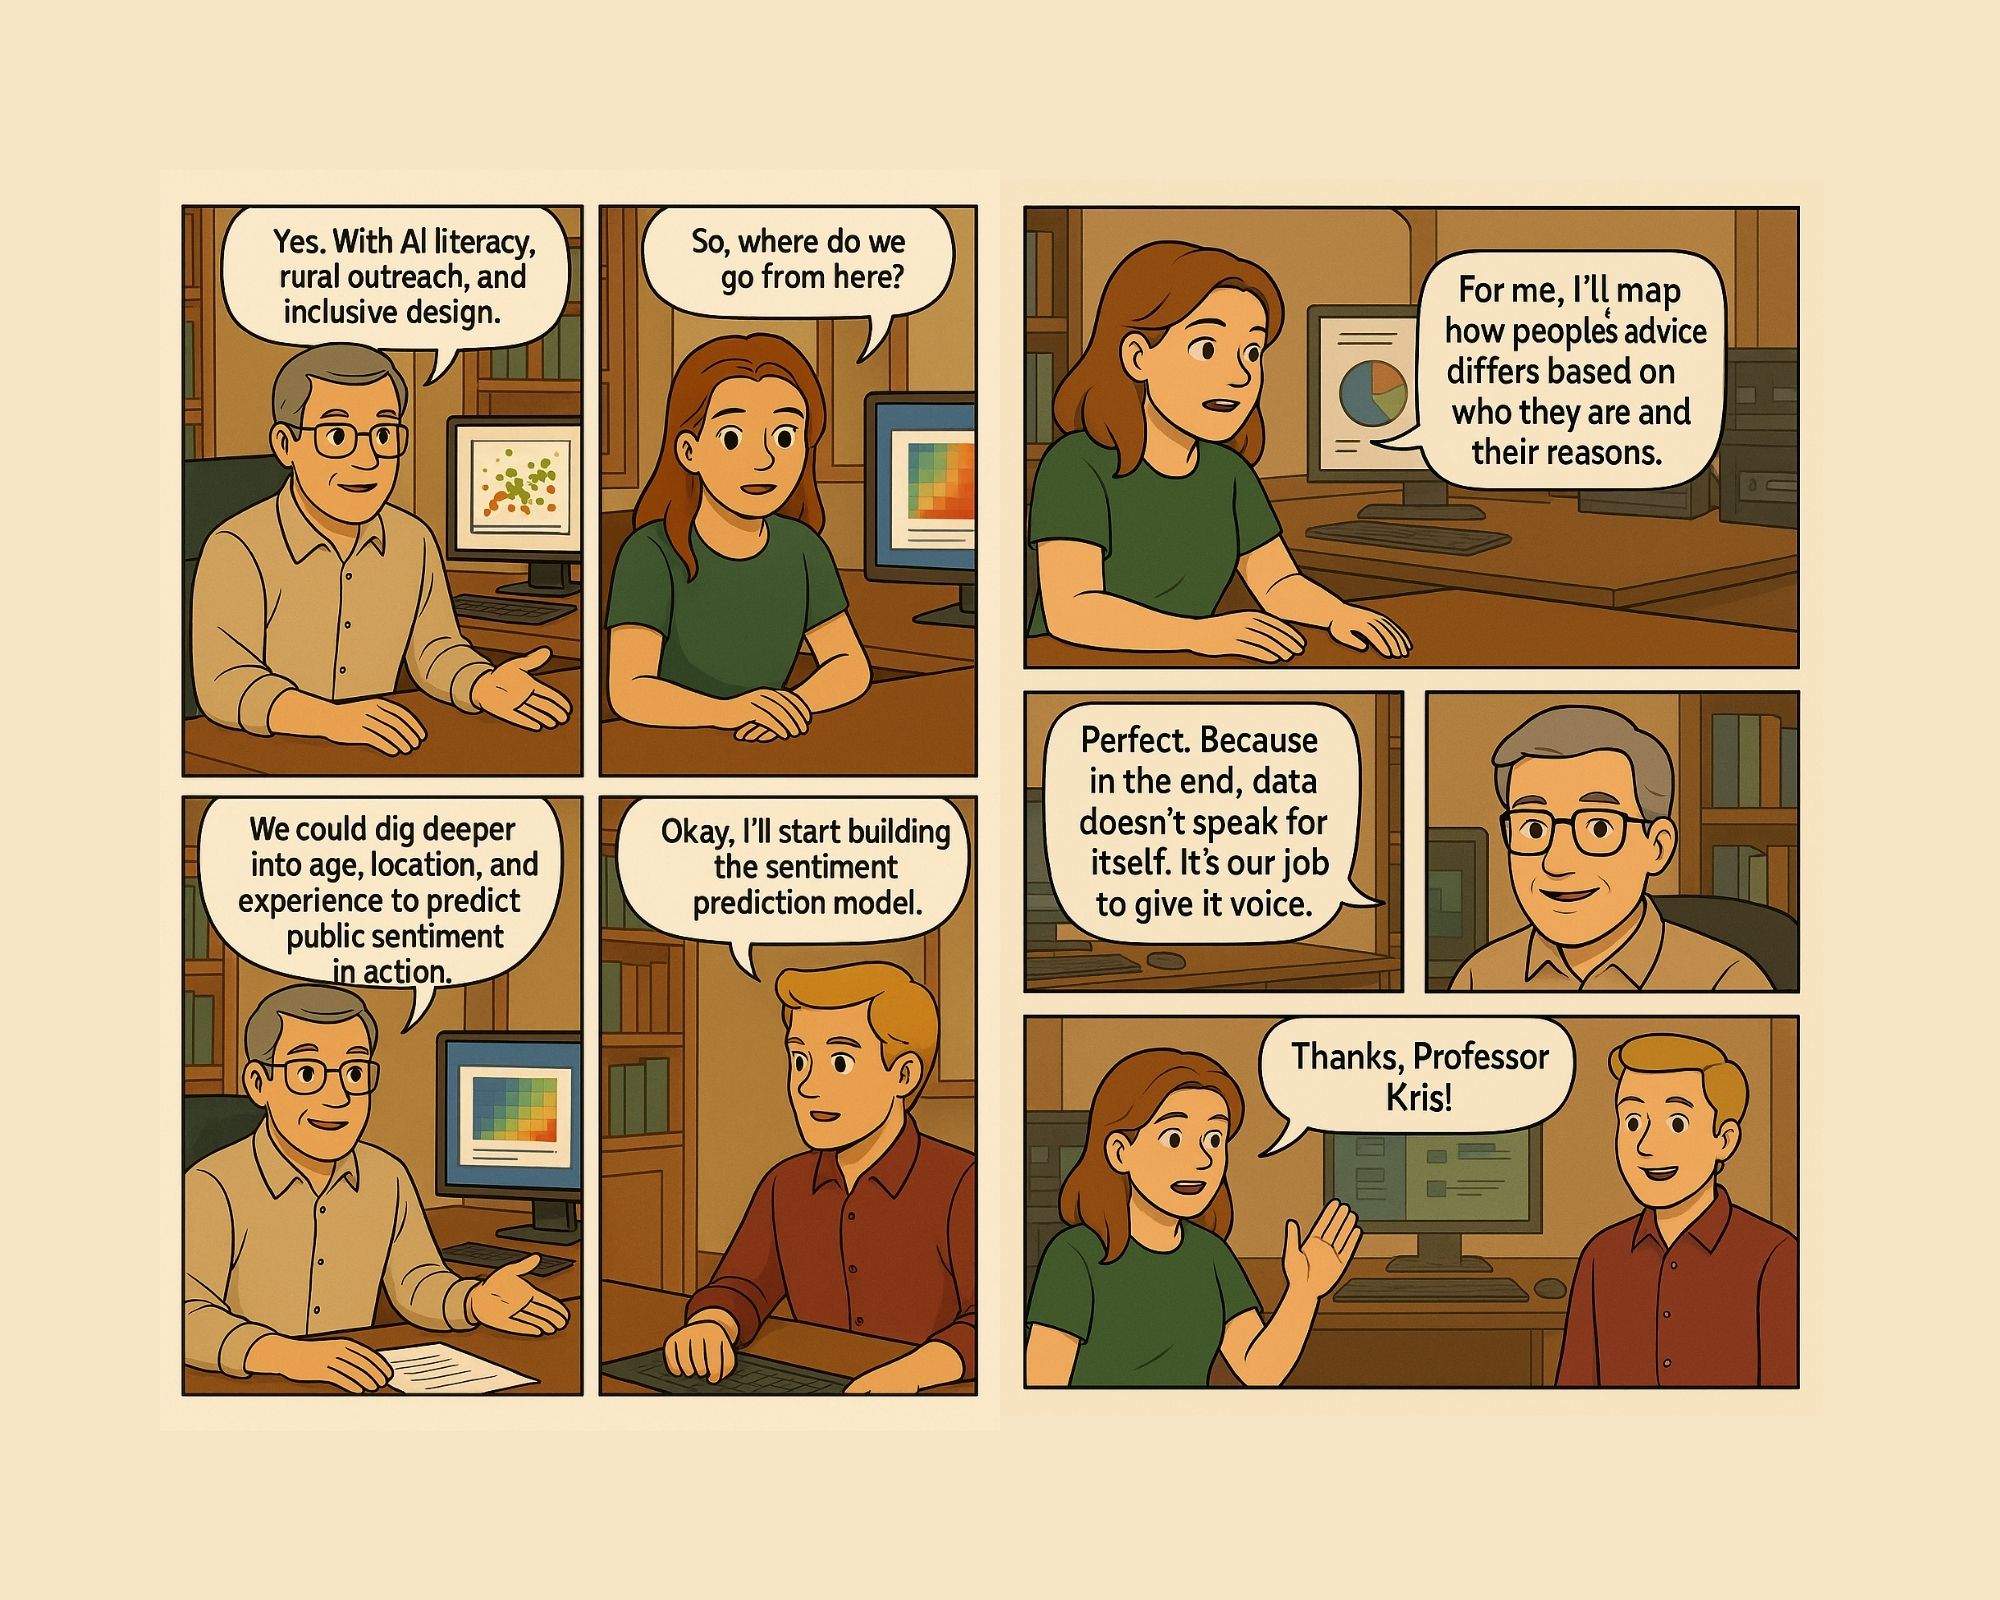 Yes. With AI literacy,
rural outreach, and
inclusive design.
So, where do we
go from here?
We could dig deeper
into age, location, and
experience to predict
public sentiment
in action.
Okay, I'll start building
the sentiment
prediction model.
For me, I'll map
how people's advice
differs based on
who they are and
their reasons.
Perfect. Because
in the end, data
doesn't speak for
itself. It's our job
to give it voice.
Thanks, Professor
Kris!